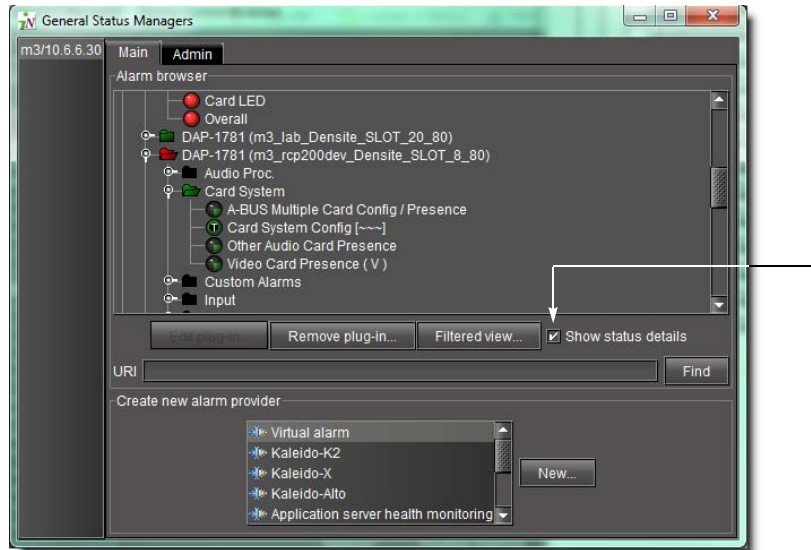 General Status Managers
m3/10.6.6.30
Main Admin
Alarm browser
Card LED
Overall
DAP-1781 (m3_lab_Densite_SLOT_20_80)
DAP-1781 (m3_rcp200dev_Densite_SLOT_8_80)
Audio Proc.
Card System
A-BUS Multiple Card Config / Presence
T Card System Config [~~~]
Other Audio Card Presence
Video Card Presence ( V )
Custom Alarms
Input
Edit plug-in... Remove plug-in... Filtered view... Show status details
URI Find
Create new alarm provider
Virtual alarm
Kaleido-K2
Kaleido-X
New...
Kaleido-Alto
Application server health monitoring